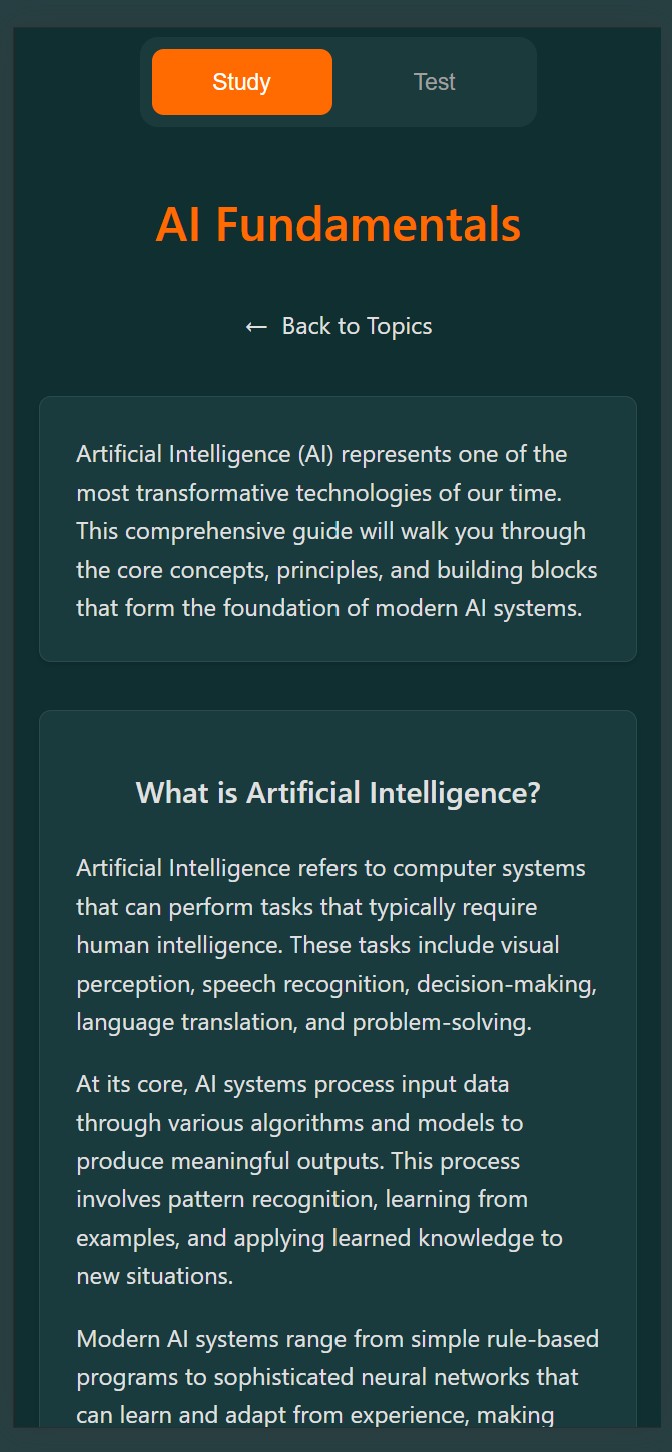 Study
Test
AI Fundamentals
← Back to Topics
Artificial Intelligence (AI) represents one of the
most transformative technologies of our time.
This comprehensive guide will walk you through
the core concepts, principles, and building blocks
that form the foundation of modern AI systems.
What is Artificial Intelligence?
Artificial Intelligence refers to computer systems
that can perform tasks that typically require
human intelligence. These tasks include visual
perception, speech recognition, decision-making,
language translation, and problem-solving.
At its core, AI systems process input data
through various algorithms and models to
produce meaningful outputs. This process
involves pattern recognition, learning from
examples, and applying learned knowledge to
new situations.
Modern AI systems range from simple rule-based
programs to sophisticated neural networks that
can learn and adapt from experience, making